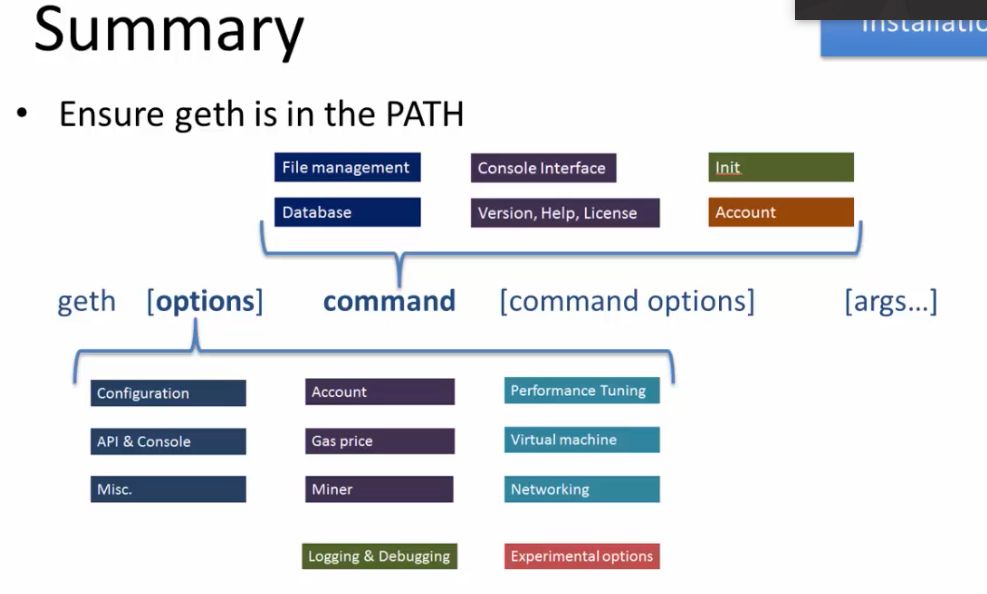 Summary
• Ensure geth is in the PATH
File management Console Interface Init
Database Version, Help, License Account
geth [options] command [command options] [args...]
Configuration Account Performance Tuning
API & Console Gas price Virtual machine
Misc. Miner Networking
Logging & Debugging Experimental options